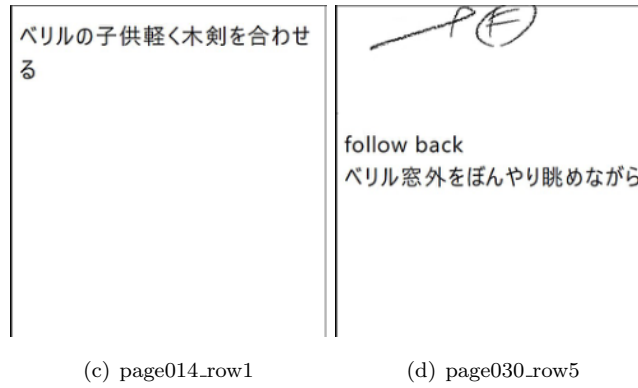 ベリルの子供軽く木剣を合わせ
る
P F
follow back
ベリル窓外をぼんやり眺めながら
(c) page014_row1
(d) page030_row5